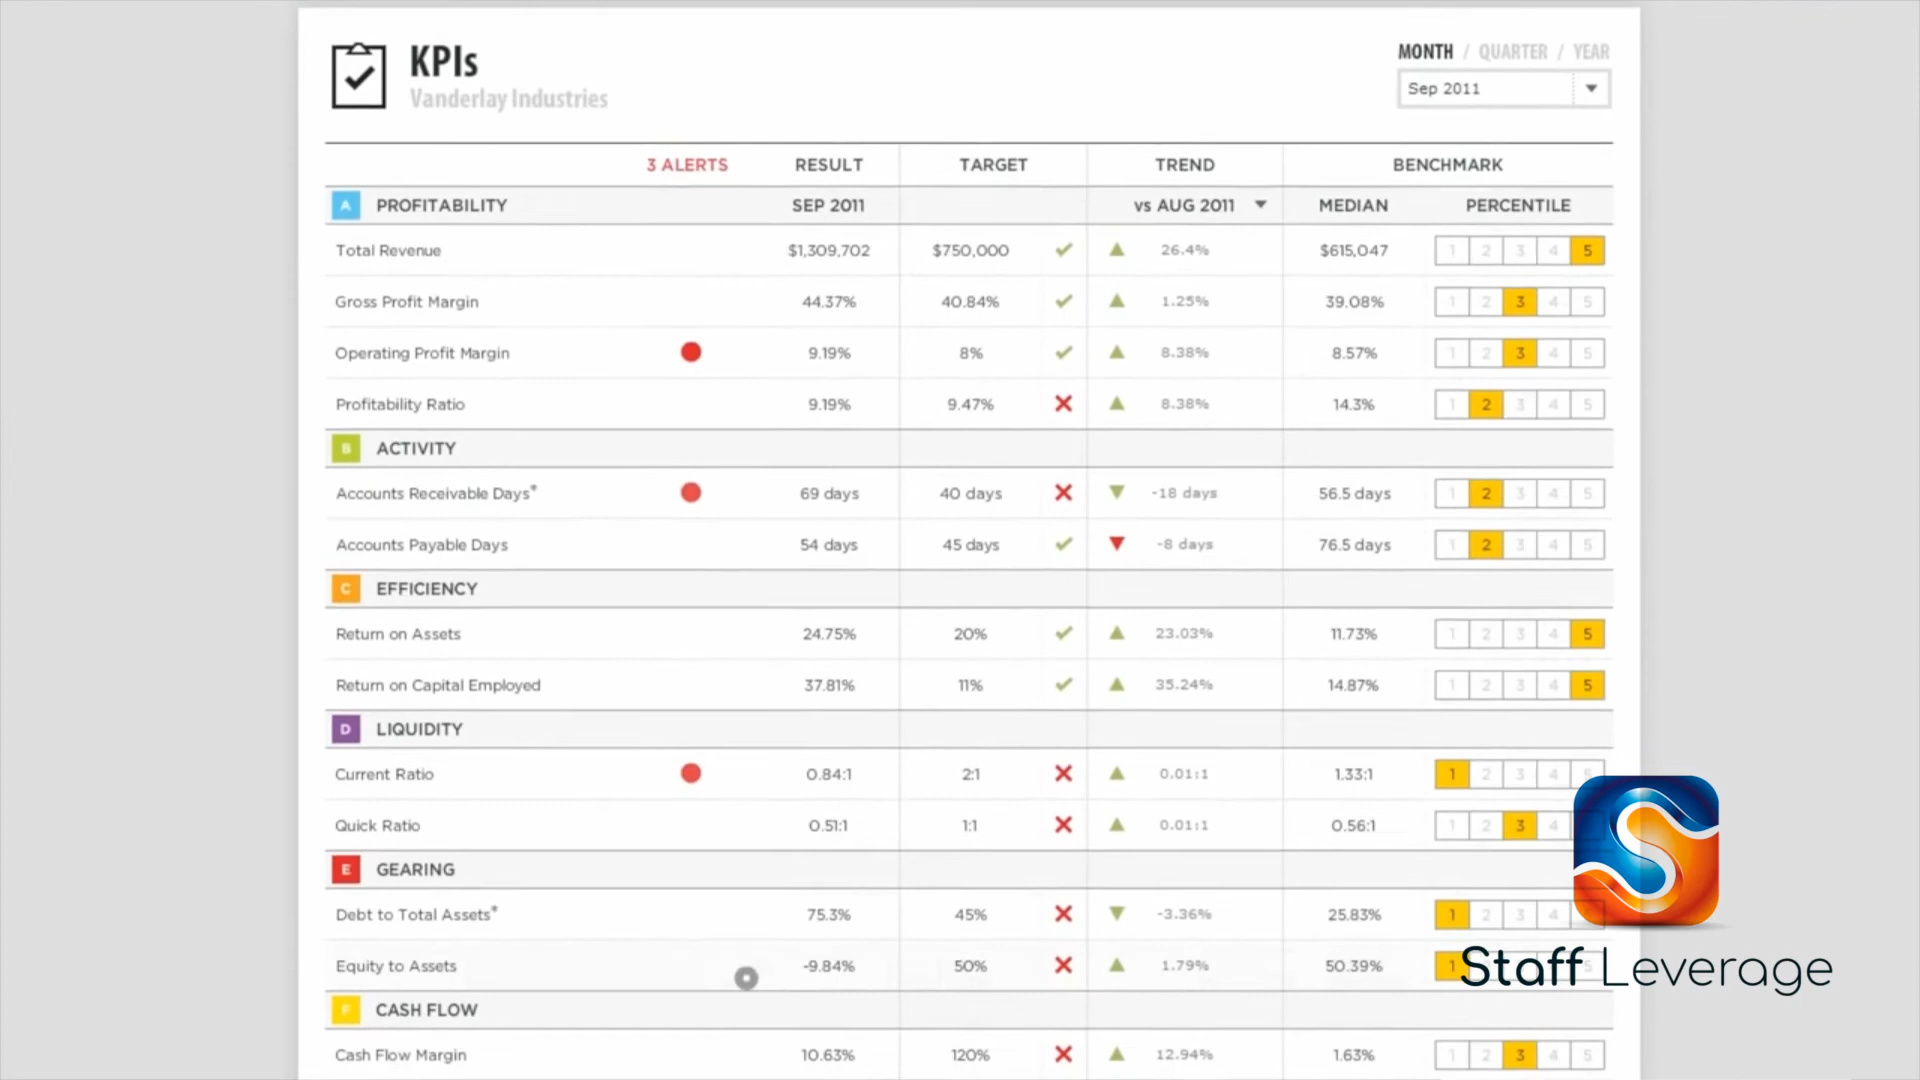 KPIs
Vanderlay Industries
MONTH / QUARTER / YEAR
Sep 2011
3 ALERTS RESULT TARGET TREND BENCHMARK
A PROFITABILITY SEP 2011 vs AUG 2011 MEDIAN PERCENTILE
Total Revenue $1,309,702 $750,000 26.4% $615,047 1 2 3 4 5
Gross Profit Margin 44.37% 40.84% 1.25% 39.08% 1 2 3 4 5
Operating Profit Margin 9.19% 8% 8.38% 8.57% 1 2 3 4 5
Profitability Ratio 9.19% 9.47% 8.38% 14.3% 1 2 3 4 5
B ACTIVITY
Accounts Receivable Days* 69 days 40 days -18 days 56.5 days 1 2 3 4 5
Accounts Payable Days 54 days 45 days -8 days 76.5 days 1 2 3 4 5
C EFFICIENCY
Return on Assets 24.75% 20% 23.03% 11.73% 1 2 3 4 5
Return on Capital Employed 37.81% 11% 35.24% 14.87% 1 2 3 4 5
D LIQUIDITY
Current Ratio 0.84:1 2:1 0.01:1 1.33:1 1 2 3 4 5
Quick Ratio 0.51:1 1:1 0.01:1 0.56:1 1 2 3 4
E GEARING
Debt to Total Assets* 75.3% 45% -3.36% 25.83% 1 2 3 4
Equity to Assets -9.84% 50% 1.79% 50.39% 1 5
Staff Leverage
F CASH FLOW
Cash Flow Margin 10.63% 120% 12.94% 1.63% 1 2 3 4 5